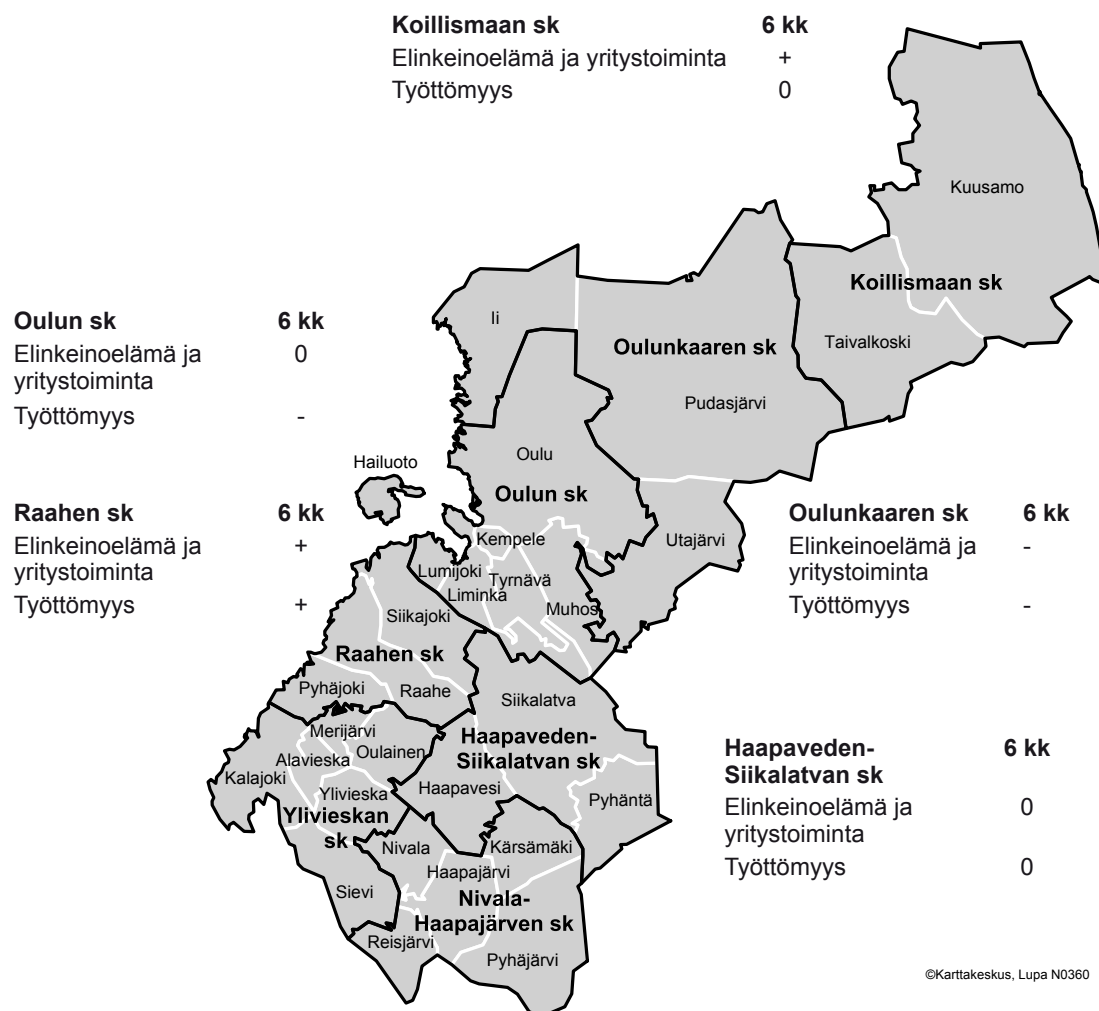 Koillismaan sk 6 kk
Elinkeinoelämä ja yritystoiminta +
Työttömyys 0
Kuusamo
Koillismaan sk
Taivalkoski
Ii
Oulunkaaren sk
Pudasjärvi
Oulun sk 6 kk
Elinkeinoelämä ja 0
yritystoiminta
Työttömyys -
Hailuoto
Oulu
Oulun sk
Kempele
Utajärvi
Lumijoki
Tyrnävä
Liminka
Muhos
Raahen sk 6 kk
Elinkeinoelämä ja +
yritystoiminta
Työttömyys +
Oulunkaaren sk 6 kk
Elinkeinoelämä ja -
yritystoiminta
Työttömyys -
Siikajoki
Raahen sk
Pyhäjoki
Raahe
Siikalatva
Merijärvi
Oulainen
Haapaveden-
Siikalatvan sk
Alavieska
Kalajoki
Haapavesi
Pyhäntä
Ylivieska
Ylivieskan
sk
Nivala
Kärsämäki
Haapajärvi
Sievi
Nivala-
Haapajärven sk
Reisjärvi
Pyhäjärvi
Haapaveden- 6 kk
Siikalatvan sk
Elinkeinoelämä ja 0
yritystoiminta
Työttömyys 0
©Karttakeskus, Lupa N0360